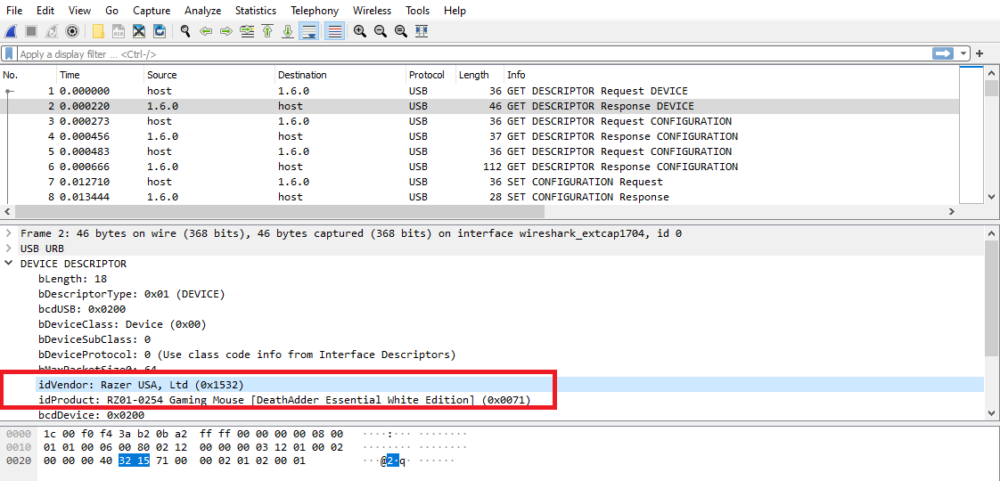 File Edit View Go Capture Analyze Statistics Telephony Wireless Tools Help
Apply a display filter ... <Ctrl-/>
No. Time Source Destination Protocol Length Info
1 0.000000 host 1.6.0 USB 36 GET DESCRIPTOR Request DEVICE
2 0.000220 1.6.0 host USB 46 GET DESCRIPTOR Response DEVICE
3 0.000273 host 1.6.0 USB 36 GET DESCRIPTOR Request CONFIGURATION
4 0.000456 1.6.0 host USB 37 GET DESCRIPTOR Response CONFIGURATION
5 0.000483 host 1.6.0 USB 36 GET DESCRIPTOR Request CONFIGURATION
6 0.000666 1.6.0 host USB 112 GET DESCRIPTOR Response CONFIGURATION
7 0.012710 host 1.6.0 USB 36 SET CONFIGURATION Request
8 0.013444 1.6.0 host USB 28 SET CONFIGURATION Response
Frame 2: 46 bytes on wire (368 bits), 46 bytes captured (368 bits) on interface wireshark_extcap1704, id 0
USB URB
DEVICE DESCRIPTOR
bLength: 18
bDescriptorType: 0x01 (DEVICE)
bcdUSB: 0x0200
bDeviceClass: Device (0x00)
bDeviceSubClass: 0
bDeviceProtocol: 0 (Use class code info from Interface Descriptors)
bMaxPacketSize0: 64
idVendor: Razer USA, Ltd (0x1532)
idProduct: RZ01-0254 Gaming Mouse [DeathAdder Essential White Edition] (0x0071)
bcdDevice: 0x0200
0000 1c 00 f0 f4 3a b2 0b a2 ff ff 00 00 00 00 08 00 ····:··· ········
0010 01 01 00 06 00 80 02 12 00 00 00 03 12 01 00 02 ········ ········
0020 00 00 00 40 32 15 71 00 00 02 01 02 00 01 ···@2·q· ······